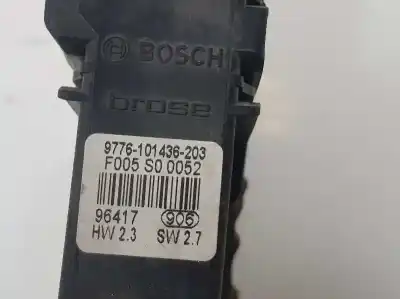 BOSCH
brose
9776-101436-203
F005 S0 0052
96417 906
HW 2.3 SW 2.7